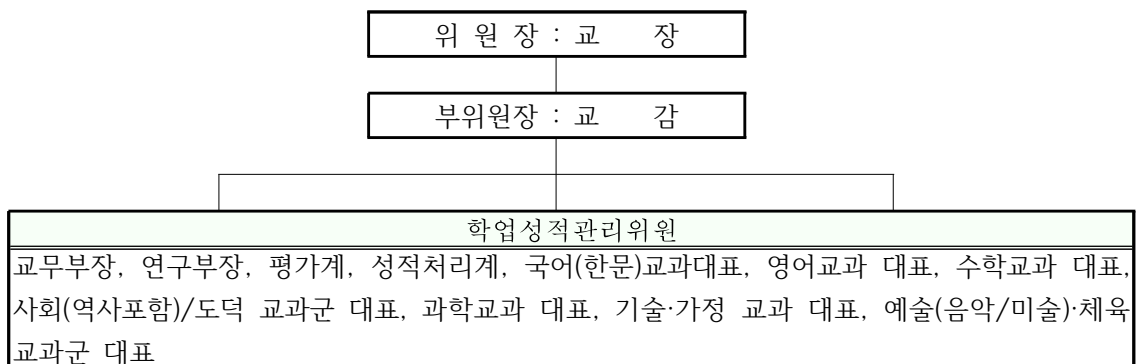 위 원 장 : 교 장
부위원장 : 교 감
학업성적관리위원
교무부장, 연구부장, 평가계, 성적처리계, 국어(한문)교과대표, 영어교과 대표, 수학교과 대표,
사회(역사포함)/도덕 교과군 대표, 과학교과 대표, 기술·가정 교과 대표, 예술(음악/미술)·체육
교과군 대표